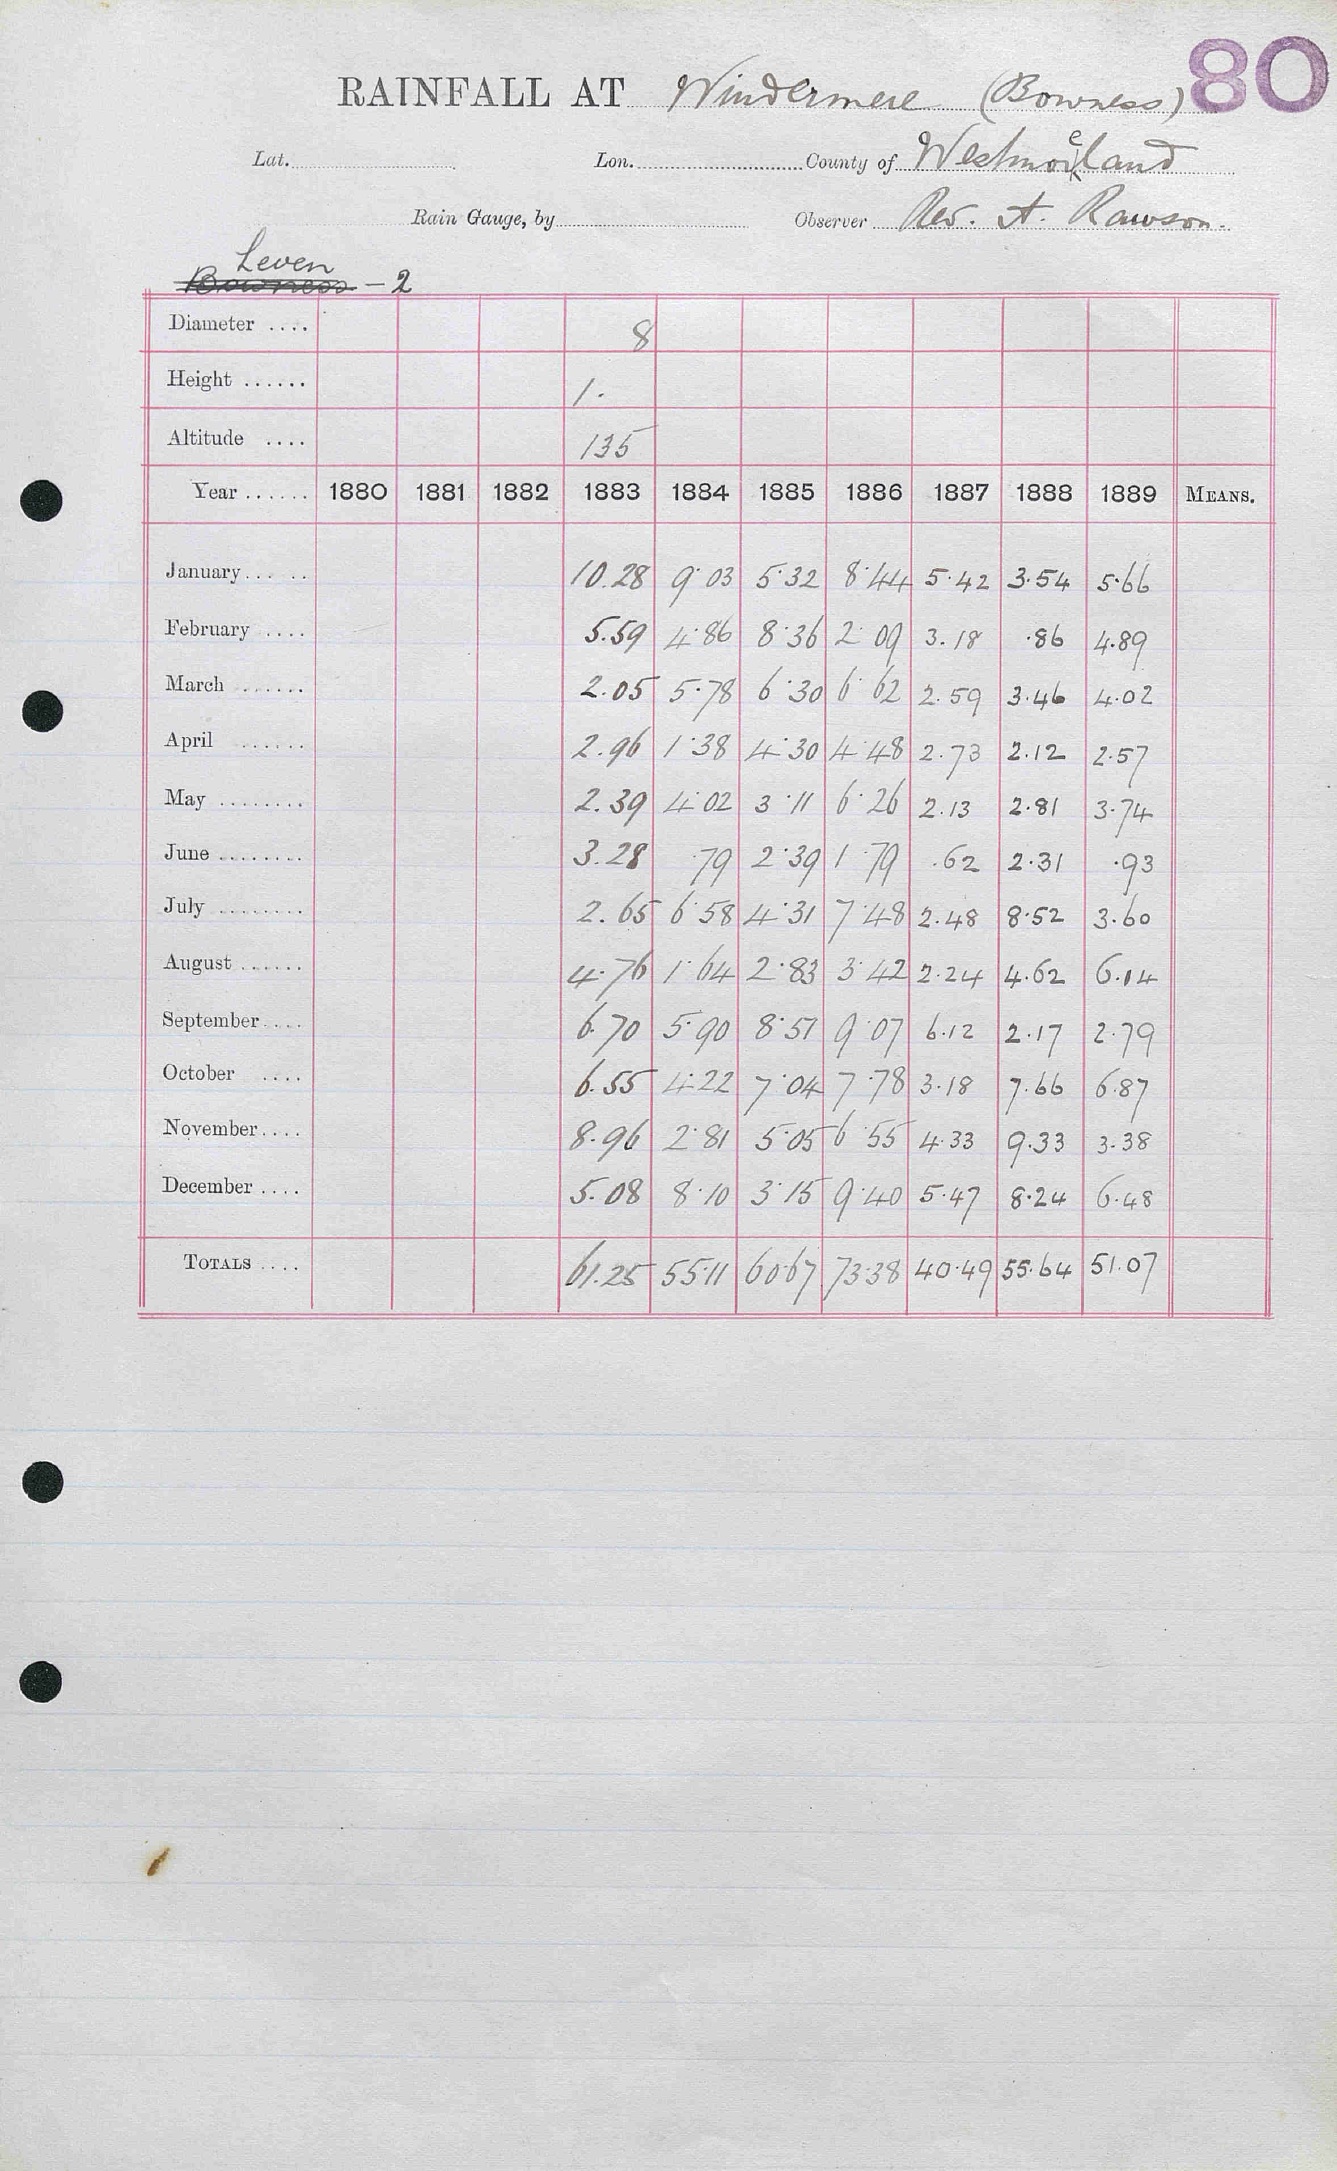 80
RAINFALL AT Windermere (Bowness)
Lat. Lon. County of Westmoreland
Rain Gauge, by Observer Rev. A. Rawson.
Leven
Bowness - 2
Diameter .... 8
Height ...... 1.
Altitude .... 135
Year ...... 1880 1881 1882 1883 1884 1885 1886 1887 1888 1889 MEANS.
January ..... 10.28 9.03 5.32 8.44 5.42 3.54 5.66
February .... 5.59 4.86 8.36 2.09 3.18 .86 4.89
March ...... 2.05 5.78 6.30 6.62 2.59 3.46 4.02
April ...... 2.96 1.38 4.30 4.48 2.73 2.12 2.57
May ........ 2.39 4.02 3.11 6.26 2.13 2.81 3.74
June ........ 3.28 .79 2.39 1.79 .62 2.31 .93
July ........ 2.65 6.58 4.31 7.48 2.48 8.52 3.60
August ...... 4.76 1.64 2.83 3.42 2.24 4.62 6.14
September .... 6.70 5.90 8.51 9.07 6.12 2.17 2.79
October .... 6.55 4.22 7.04 7.78 3.18 7.66 6.87
November .... 8.96 2.81 5.05 6.55 4.33 9.33 3.38
December .... 5.08 8.10 3.15 9.40 5.47 8.24 6.48
TOTALS .... 61.25 55.11 60.67 73.38 40.49 55.64 51.07